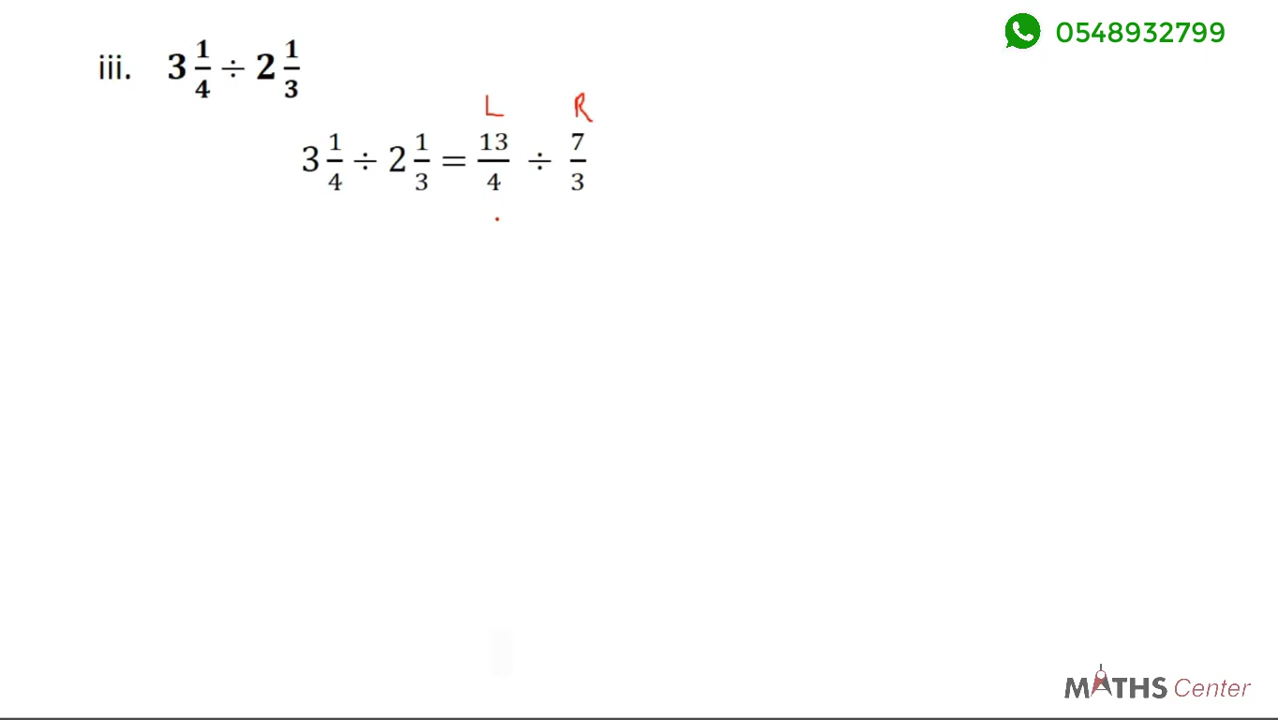 0548932799
iii. 3 1/4 ÷ 2 1/3
L R
3 1/4 ÷ 2 1/3 = 13/4 ÷ 7/3
MATHS Center